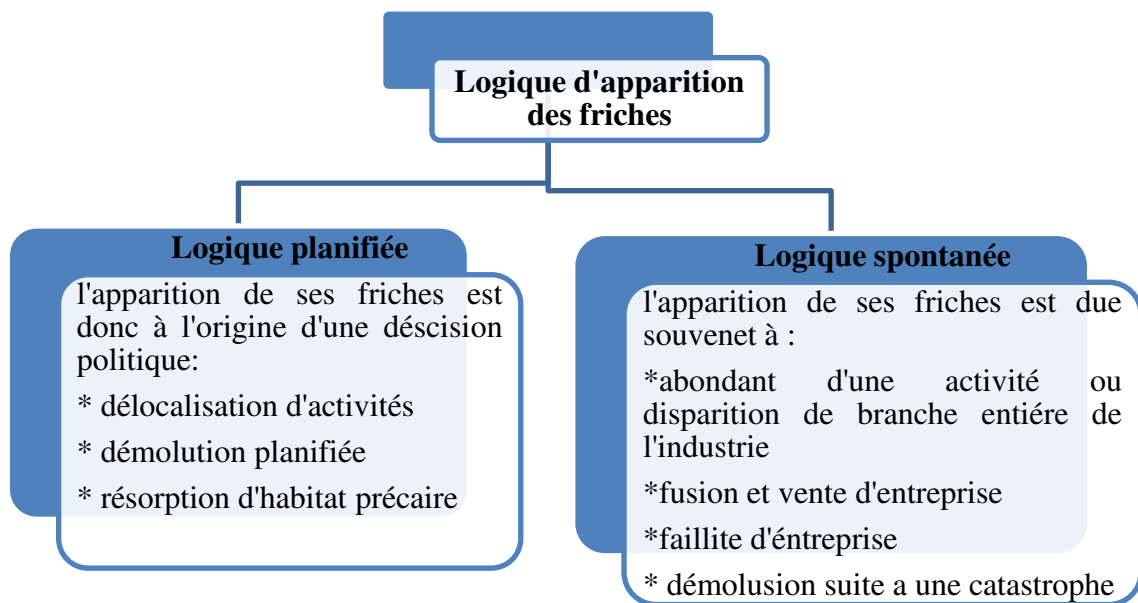 Logique d'apparition
des friches
Logique planifiée
l'apparition de ses friches est
donc à l'origine d'une déscision
politique:
* délocalisation d'activités
* démolution planifiée
* résorption d'habitat précaire
Logique spontanée
l'apparition de ses friches est due
souvenet à :
*abondant d'une activité ou
disparition de branche entiére de
l'industrie
*fusion et vente d'entreprise
*faillite d'éntreprise
* démolusion suite a une catastrophe